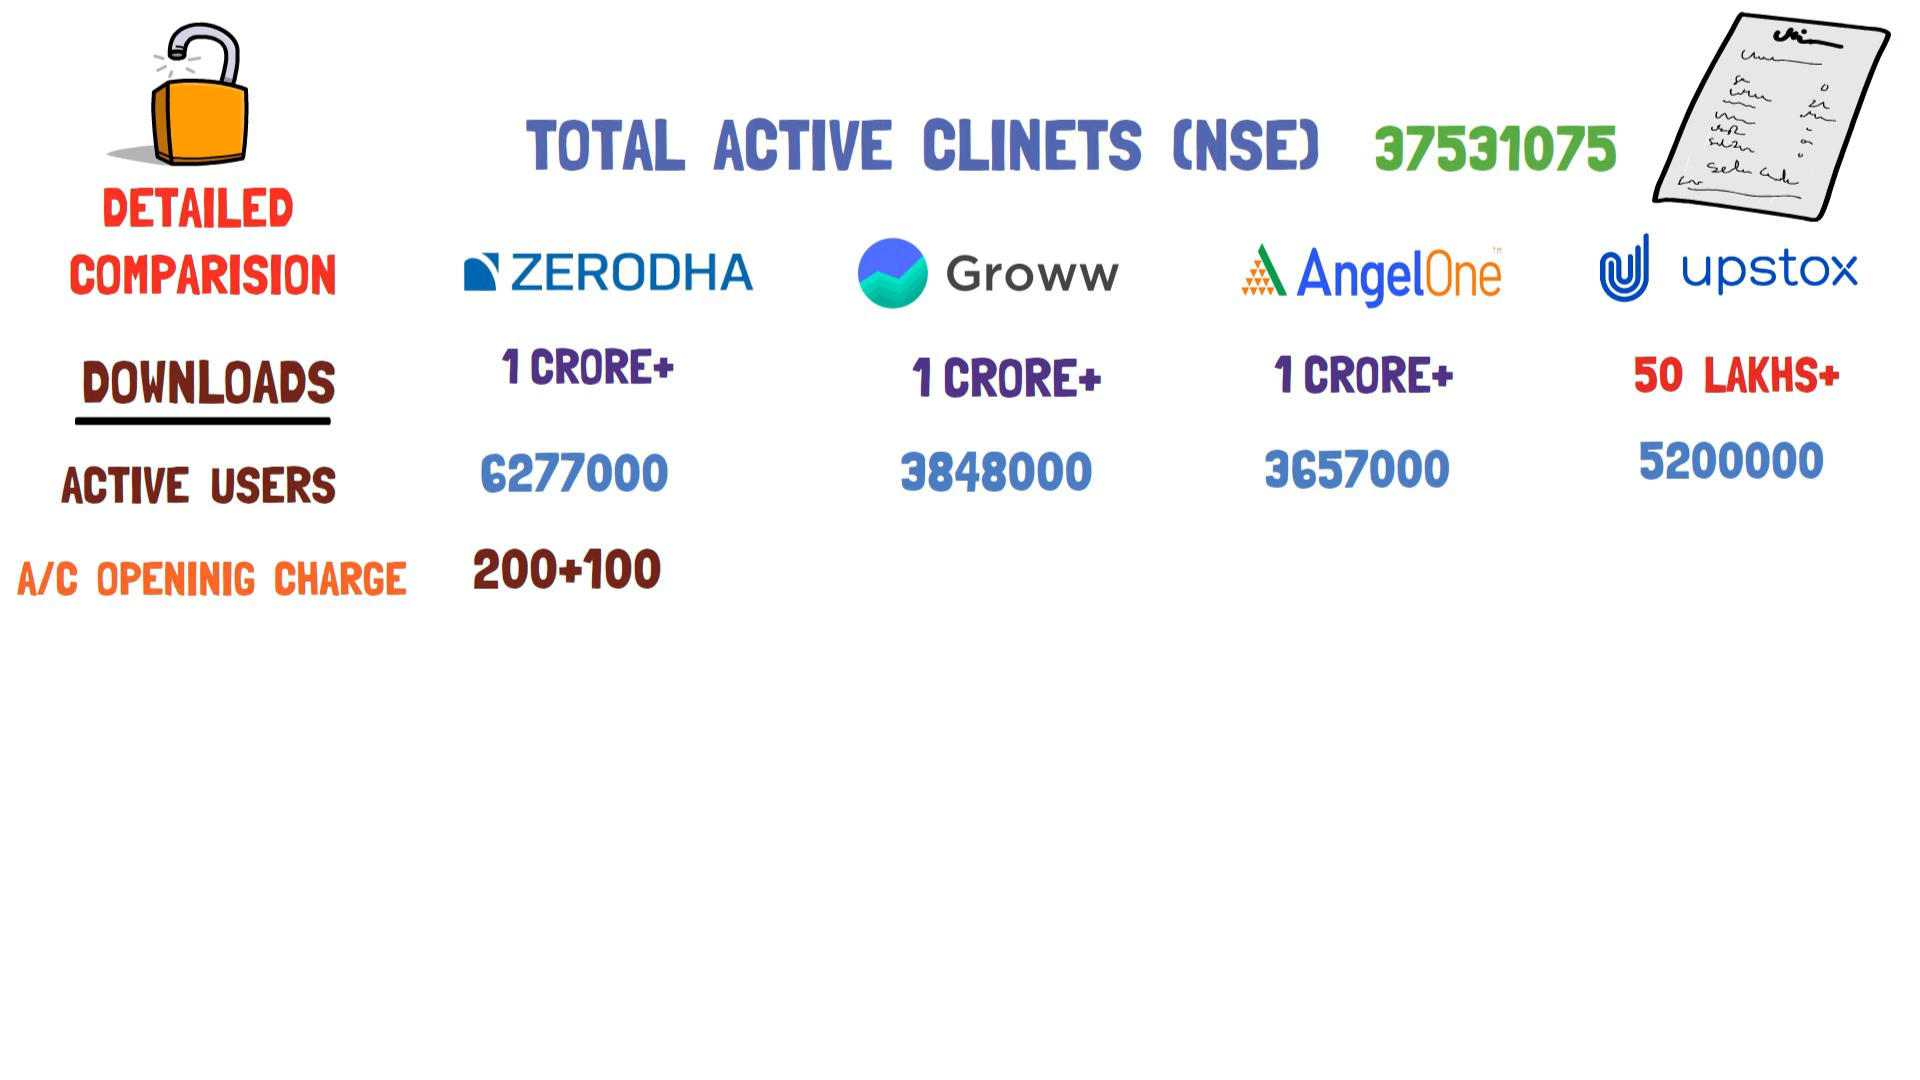 TOTAL ACTIVE CLINETS (NSE) 37531075
DETAILED
COMPARISION
ZERODHA Groww AngelOne™ upstox
DOWNLOADS 1 CRORE+ 1 CRORE+ 1 CRORE+ 50 LAKHS+
ACTIVE USERS 6277000 3848000 3657000 5200000
A/C OPENINIG CHARGE 200+100